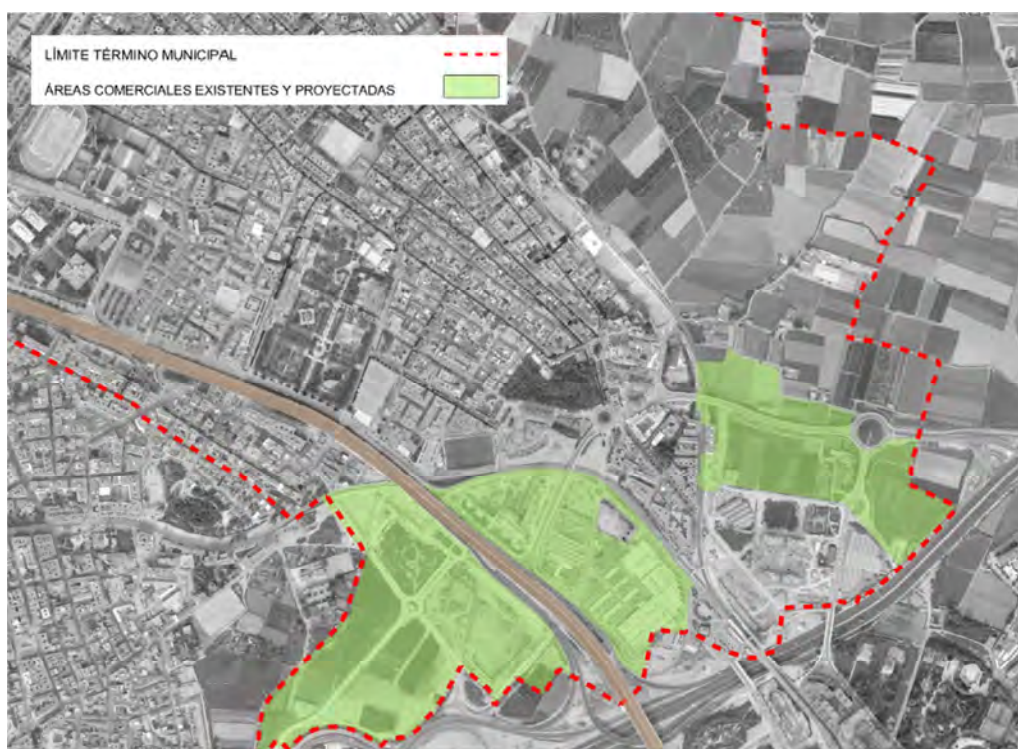 LÍMITE TÉRMINO MUNICIPAL
ÁREAS COMERCIALES EXISTENTES Y PROYECTADAS